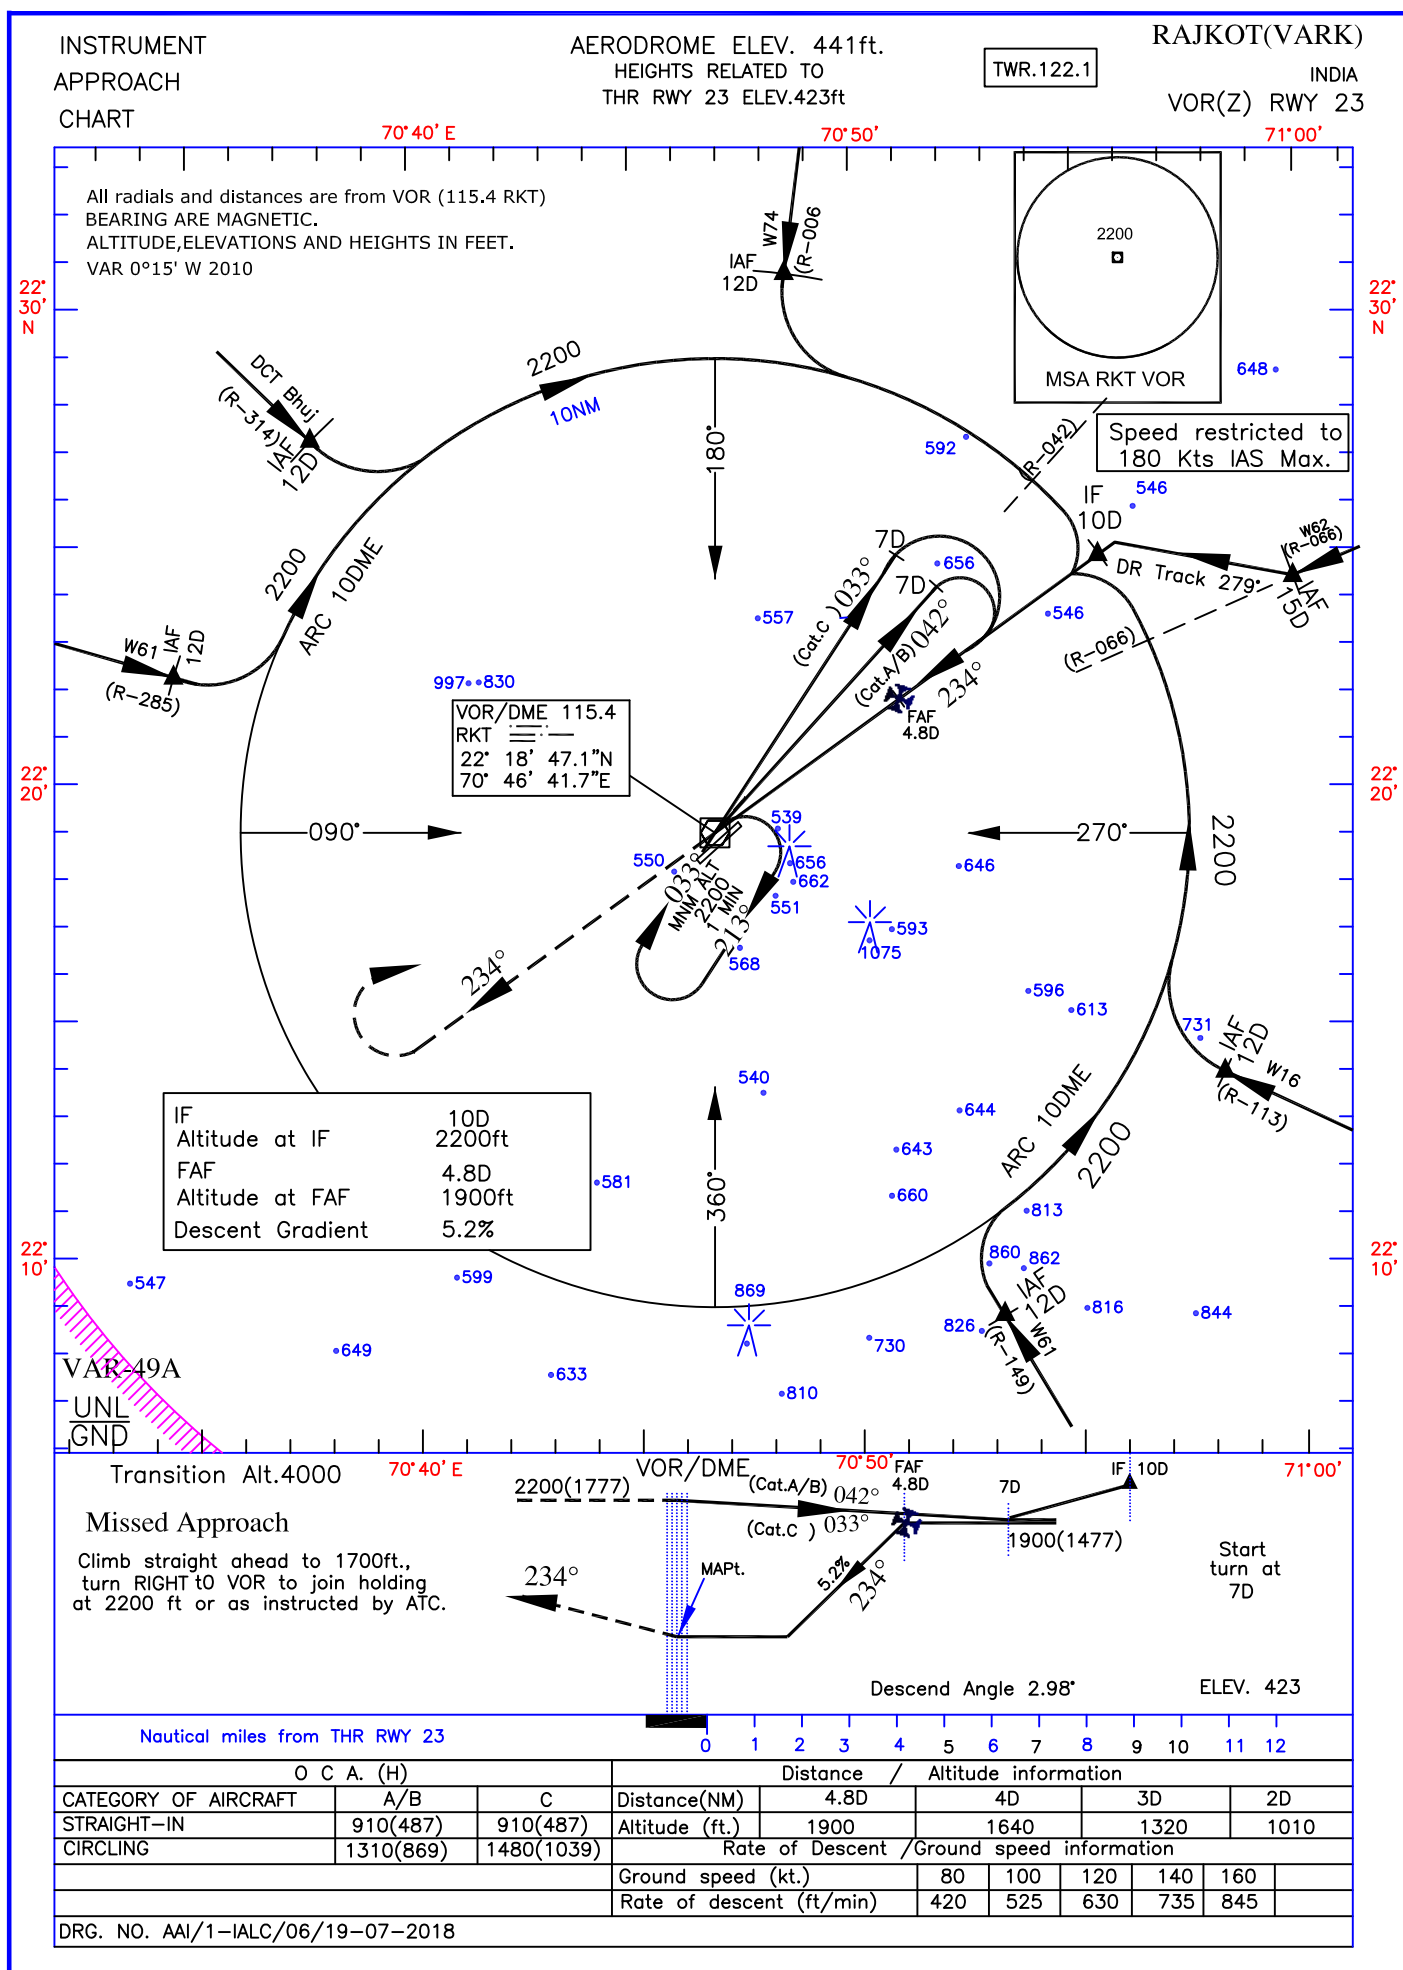 INSTRUMENT
APPROACH
CHART
AERODROME ELEV. 441ft.
HEIGHTS RELATED TO
THR RWY 23 ELEV.423ft
TWR.122.1
RAJKOT(VARK)
INDIA
VOR(Z) RWY 23
70°40' E
70°50'
71°00'
All radials and distances are from VOR (115.4 RKT)
BEARING ARE MAGNETIC.
ALTITUDE,ELEVATIONS AND HEIGHTS IN FEET.
VAR 0°15' W 2010
22°
30'
N
22°
30'
N
W74
(R-006
IAF
12D
2200
MSA RKT VOR
648
Speed restricted to
180 Kts IAS Max.
DCT Bhuj
(R-314)
IAF
12D
2200
10NM
180°
592
(R-042)
546
IF
10D
W62
(R-066)
IAF
15D
DR Track 279°
(R-066)
2200
ARC 10DME
7D
7D
656
557
546
(Cat.C )
033°
(Cat.A/B)
042°
234°
FAF
4.8D
W61
IAF
12D
(R-285)
997
830
VOR/DME 115.4
RKT
22° 18' 47.1"N
70° 46' 41.7"E
22°
20'
22°
20'
090°
270°
2200
539
550
656
662
551
646
033°
MNM ALT
2200
1 MIN
213°
568
593
1075
234°
596
613
731
IAF
12D
W16
(R-113)
540
644
643
660
ARC 10DME
2200
IF 10D
Altitude at IF 2200ft
FAF 4.8D
Altitude at FAF 1900ft
Descent Gradient 5.2%
581
360°
813
22°
10'
22°
10'
547
599
869
860
862
IAF
12D
816
844
826
730
(R-149)
W61
649
633
810
VAR-49A
UNL
GND
70°40' E
70°50'
71°00'
Transition Alt.4000
Missed Approach
Climb straight ahead to 1700ft.,
turn RIGHT t0 VOR to join holding
at 2200 ft or as instructed by ATC.
VOR/DME
2200(1777)
(Cat.A/B) 042°
(Cat.C ) 033°
FAF
4.8D
7D
IF 10D
1900(1477)
Start
turn at
7D
234°
MAPt.
5.2%
234°
Descend Angle 2.98°
ELEV. 423
Nautical miles from THR RWY 23
0 1 2 3 4 5 6 7 8 9 10 11 12
O C A. (H)
Distance / Altitude information
CATEGORY OF AIRCRAFT A/B C
Distance(NM) 4.8D 4D 3D 2D
STRAIGHT-IN 910(487) 910(487)
Altitude (ft.) 1900 1640 1320 1010
CIRCLING 1310(869) 1480(1039)
Rate of Descent /Ground speed information
Ground speed (kt.) 80 100 120 140 160
Rate of descent (ft/min) 420 525 630 735 845
DRG. NO. AAI/1-IALC/06/19-07-2018